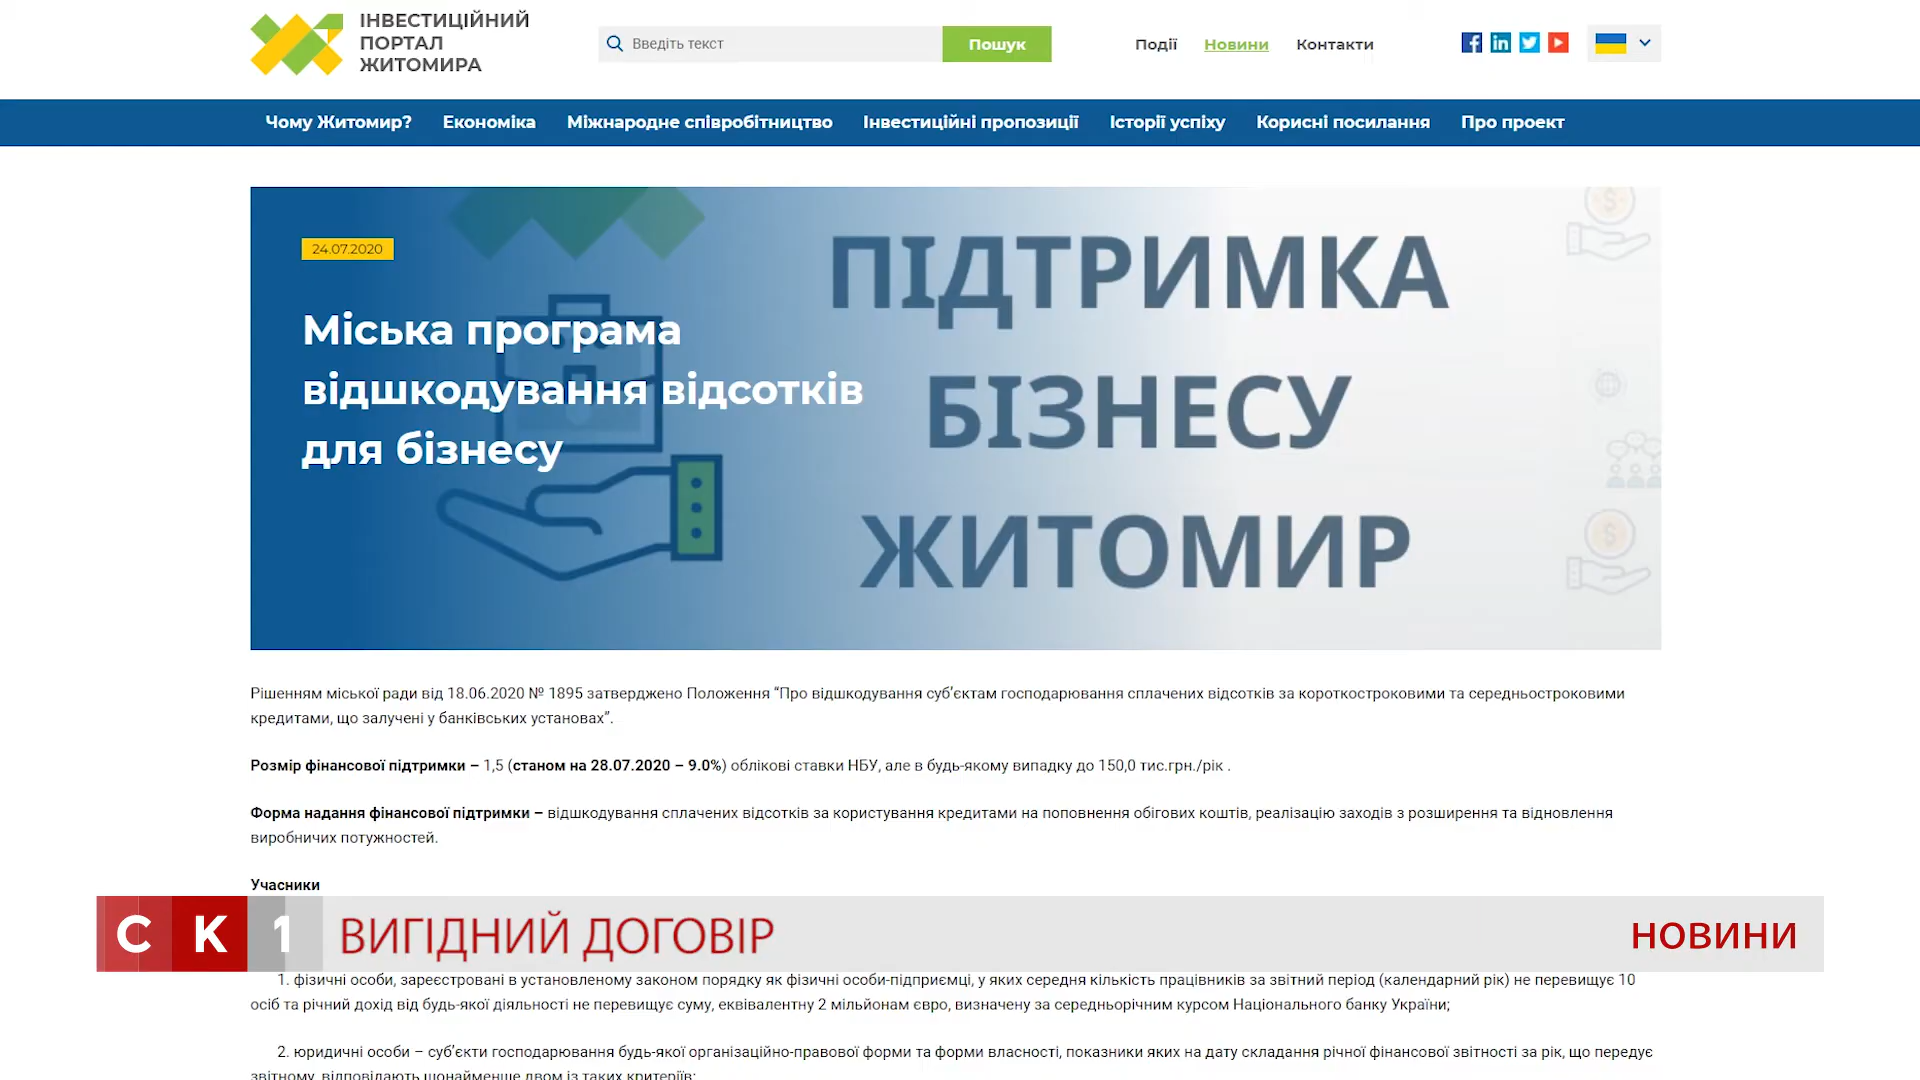 ІНВЕСТИЦІЙНИЙ
ПОРТАЛ
ЖИТОМИРА
Введіть текст
Пошук
Події
Новини
Контакти
Чому Житомир?
Економіка
Міжнародне співробітництво
Інвестиційні пропозиції
Історії успіху
Корисні посилання
Про проект
24.07.2020
Міська програма
відшкодування відсотків
для бізнесу
ПІДТРИМКА
БІЗНЕСУ
ЖИТОМИР
Рішенням міської ради від 18.06.2020 № 1895 затверджено Положення “Про відшкодування суб’єктам господарювання сплачених відсотків за короткостроковими та середньостроковими
кредитами, що залучені у банківських установах”.
Розмір фінансової підтримки – 1,5 (станом на 28.07.2020 – 9.0%) облікові ставки НБУ, але в будь-якому випадку до 150,0 тис.грн./рік .
Форма надання фінансової підтримки – відшкодування сплачених відсотків за користування кредитами на поповнення обігових коштів, реалізацію заходів з розширення та відновлення
виробничих потужностей.
Учасники
СК1
ВИГІДНИЙ ДОГОВІР
НОВИНИ
1. фізичні особи, зареєстровані в установленому законом порядку як фізичні особи-підприємці, у яких середня кількість працівників за звітний період (календарний рік) не перевищує 10
осіб та річний дохід від будь-якої діяльності не перевищує суму, еквівалентну 2 мільйонам євро, визначену за середньорічним курсом Національного банку України;
2. юридичні особи – суб’єкти господарювання будь-якої організаційно-правової форми та форми власності, показники яких на дату складання річної фінансової звітності за рік, що передує
звітному, відповідають щонайменше двом із таких критеріїв: